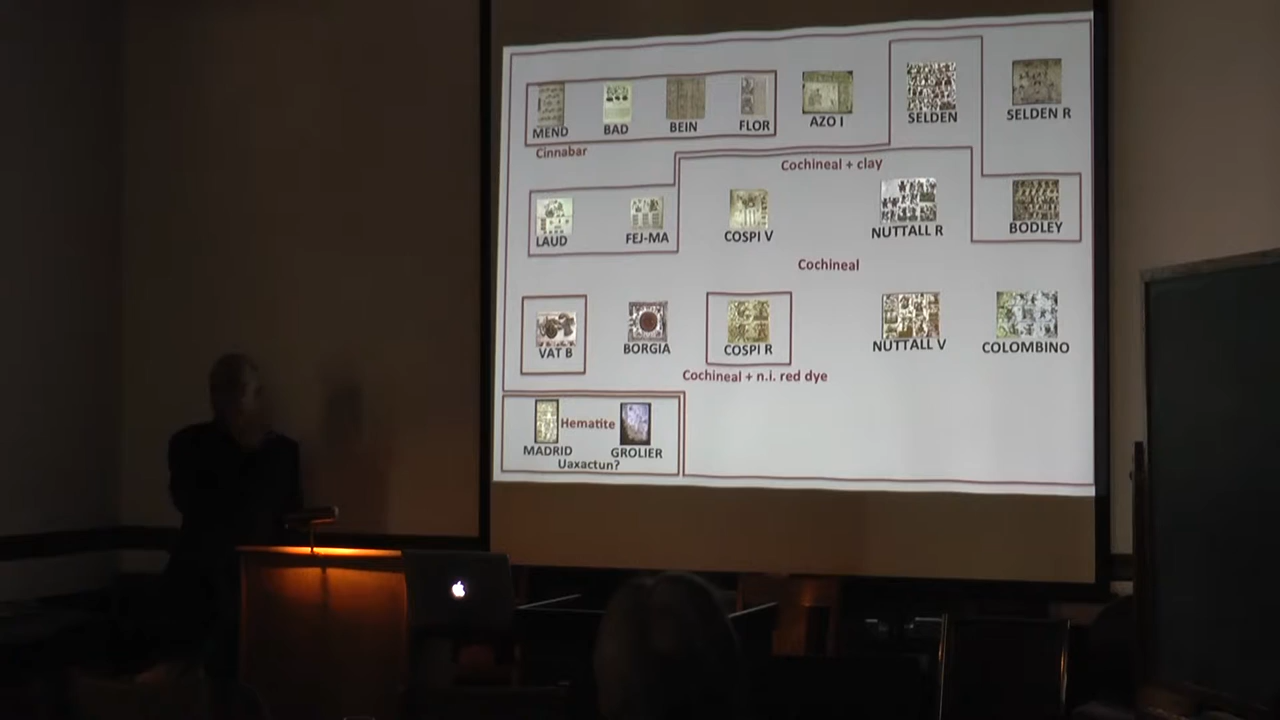 MEND BAD BEIN FLOR AZO I SELDEN SELDEN R
Cinnabar
Cochineal + clay
LAUD FEJ-MA COSPI V NUTTALL R BODLEY
Cochineal
VAT B BORGIA COSPI R NUTTALL V COLOMBINO
Cochineal + n.i. red dye
Hematite
MADRID GROLIER
Uaxactun?